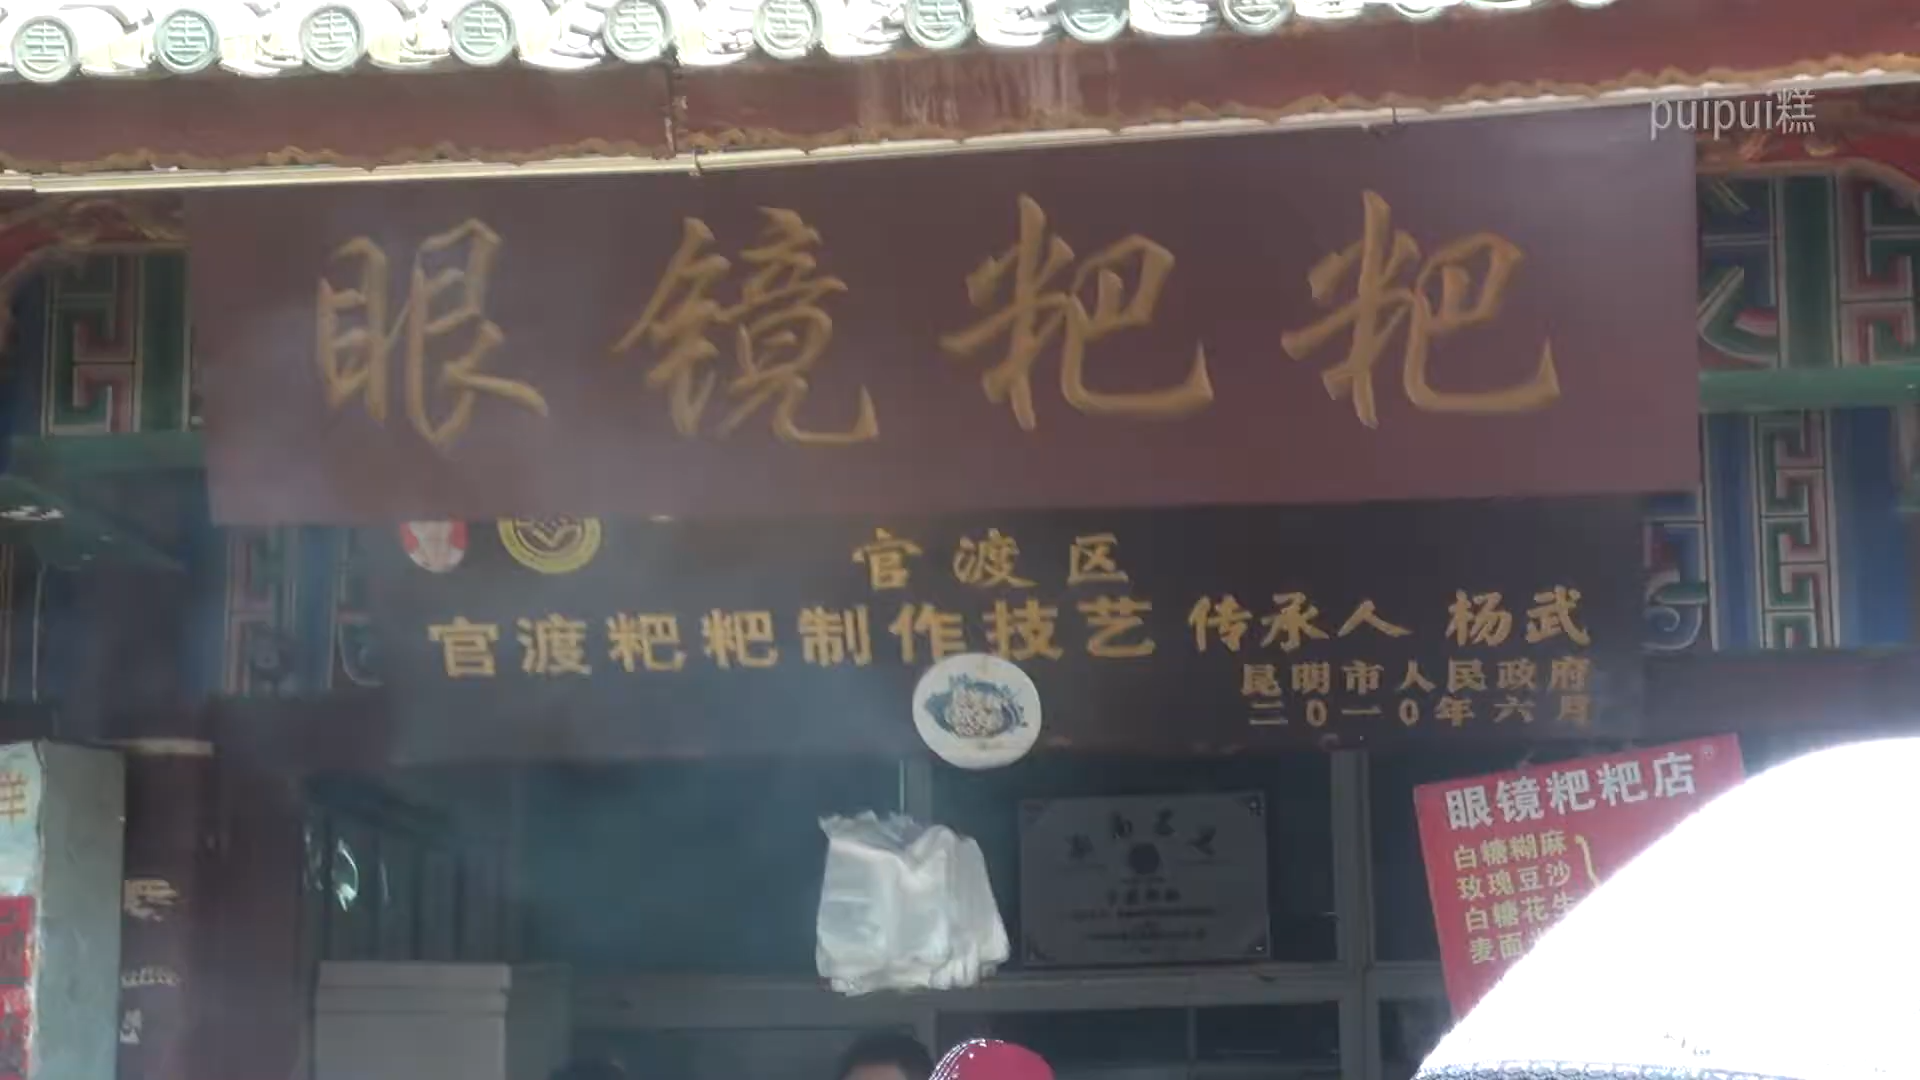 puipui糕
眼镜粑粑
官渡区
官渡粑粑制作技艺 传承人 杨武
昆明市人民政府
二0一0年六月
眼镜粑粑店
白糖糊麻
玫瑰豆沙
白糖花生
麦面